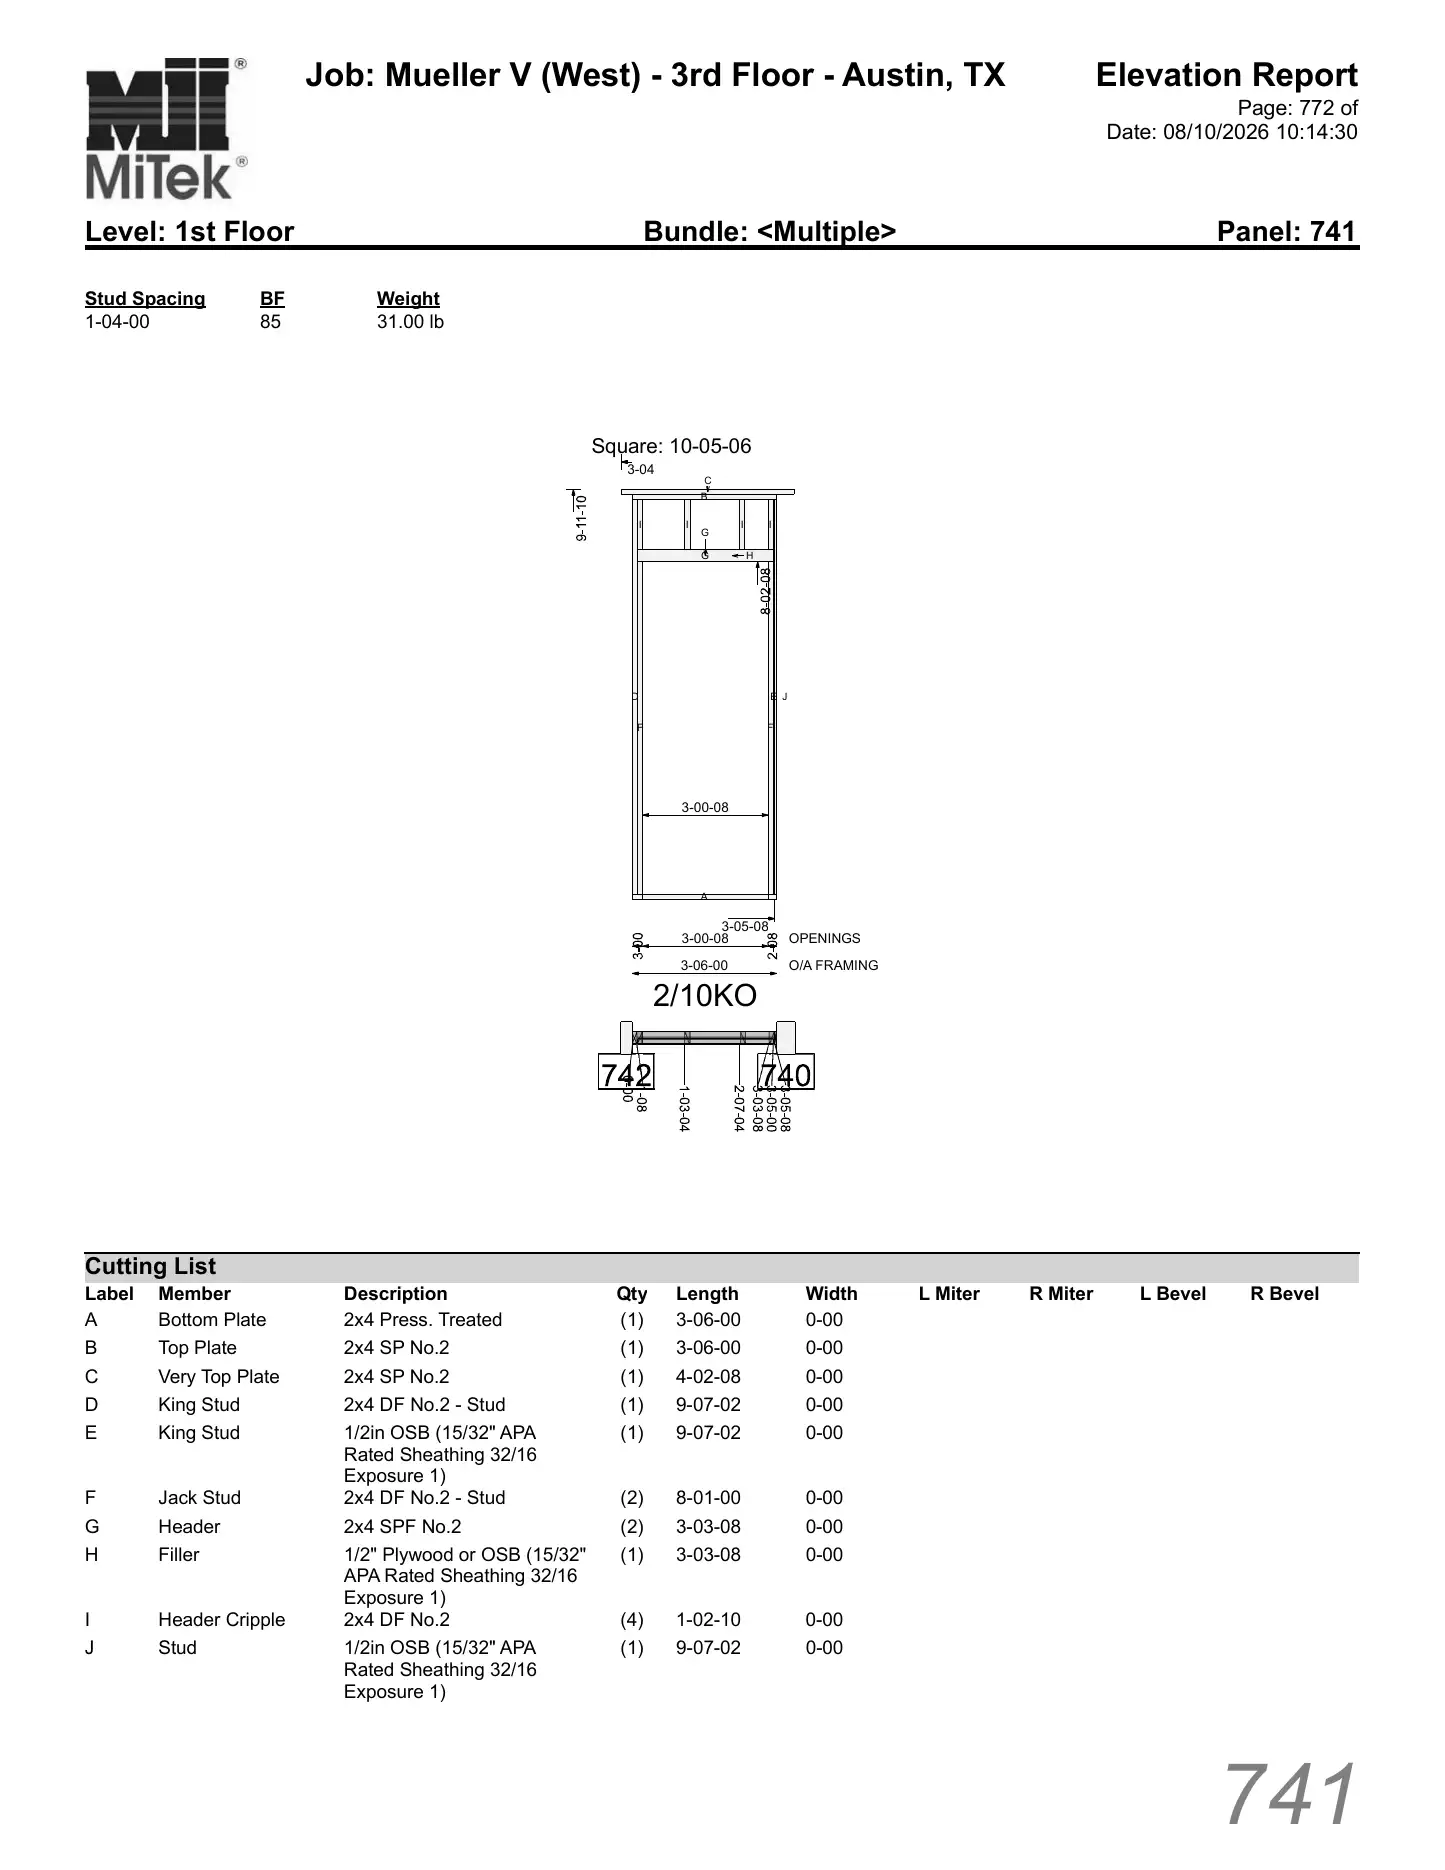 MiTek
®
®
Job: Mueller V (West) - 3rd Floor - Austin, TX
Elevation Report
Page: 772 of
Date: 08/10/2026 10:14:30
Level: 1st Floor Bundle: <Multiple> Panel: 741
Stud Spacing BF Weight
1-04-00 85 31.00 lb
Square: 10-05-06
3-04
C
B
9-11-10
I I I I
G
G H
8-02-08
E J
F
3-00-08
A
3-05-08
3-00 3-00-08 2-08 OPENINGS
3-06-00 O/A FRAMING
2/10KO
742 740
1-03-04 2-07-04 3-03-08 3-05-00 3-05-08
Cutting List
Label Member Description Qty Length Width L Miter R Miter L Bevel R Bevel
A Bottom Plate 2x4 Press. Treated (1) 3-06-00 0-00
B Top Plate 2x4 SP No.2 (1) 3-06-00 0-00
C Very Top Plate 2x4 SP No.2 (1) 4-02-08 0-00
D King Stud 2x4 DF No.2 - Stud (1) 9-07-02 0-00
E King Stud 1/2in OSB (15/32" APA (1) 9-07-02 0-00
Rated Sheathing 32/16
Exposure 1)
F Jack Stud 2x4 DF No.2 - Stud (2) 8-01-00 0-00
G Header 2x4 SPF No.2 (2) 3-03-08 0-00
H Filler 1/2" Plywood or OSB (15/32" (1) 3-03-08 0-00
APA Rated Sheathing 32/16
Exposure 1)
I Header Cripple 2x4 DF No.2 (4) 1-02-10 0-00
J Stud 1/2in OSB (15/32" APA (1) 9-07-02 0-00
Rated Sheathing 32/16
Exposure 1)
741